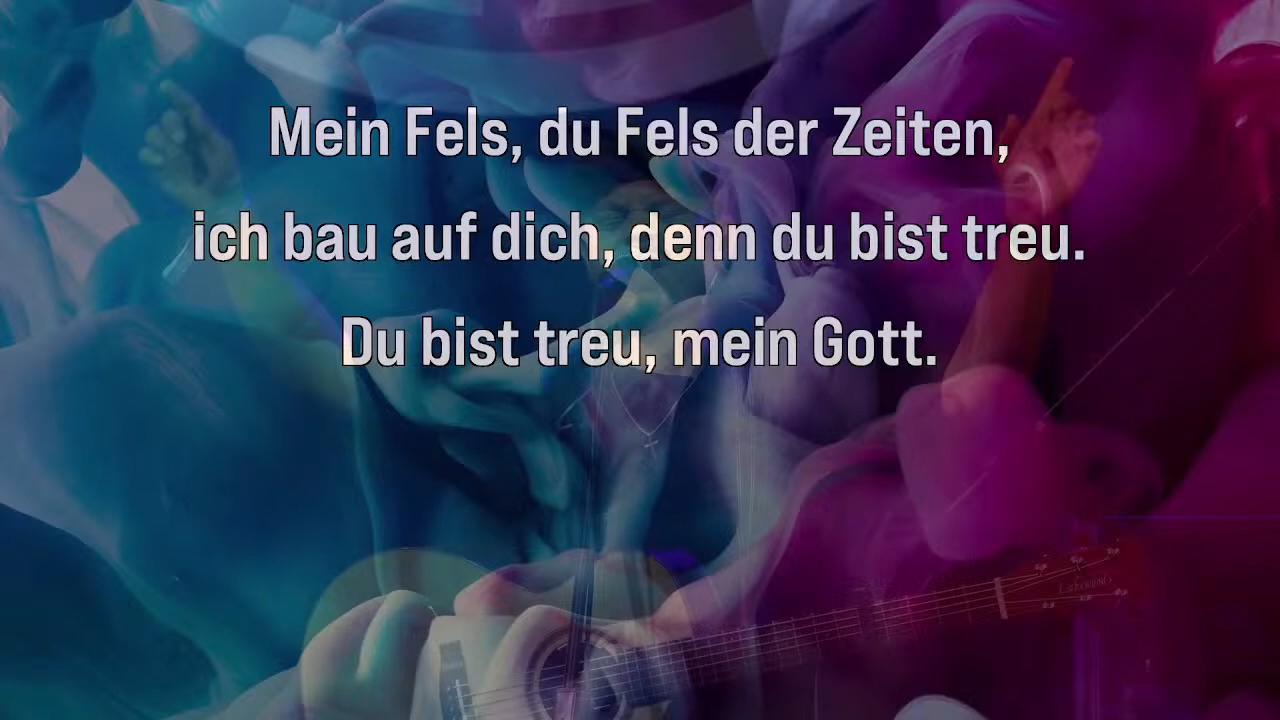 Mein Fels, du Fels der Zeiten,
ich bau auf dich, denn du bist treu.
Du bist treu, mein Gott.